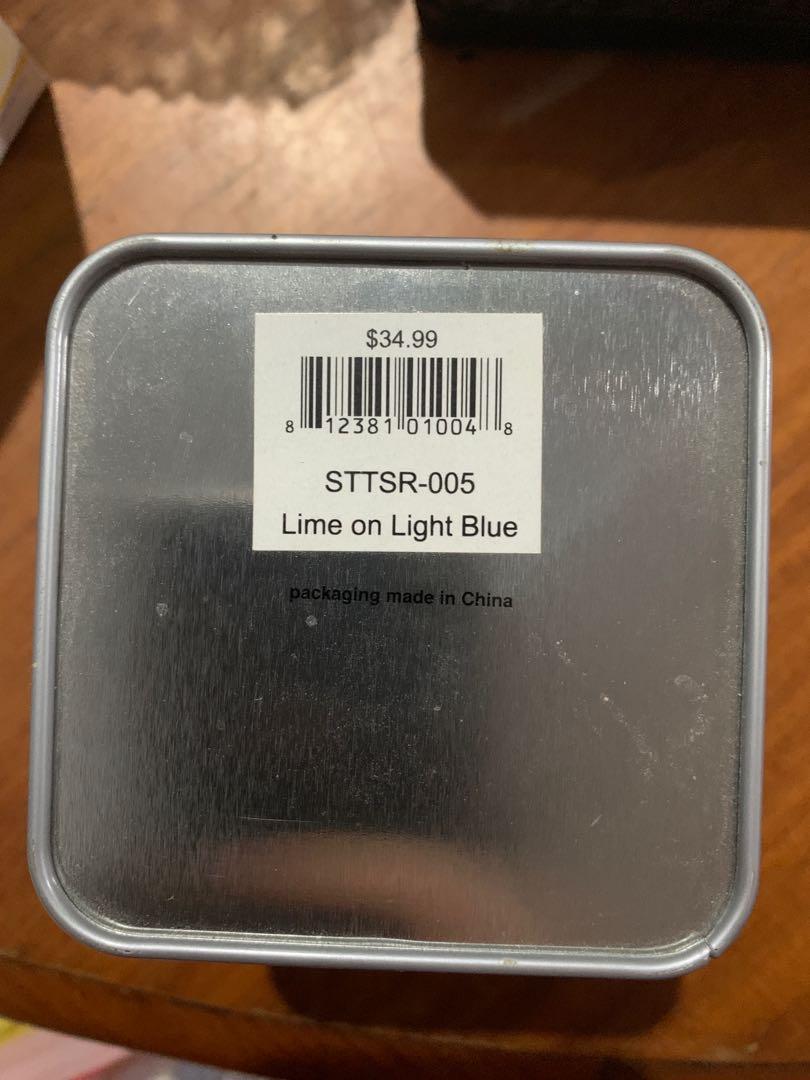 $34.99
8 12381 01004 8
STTSR-005
Lime on Light Blue
packaging made in China